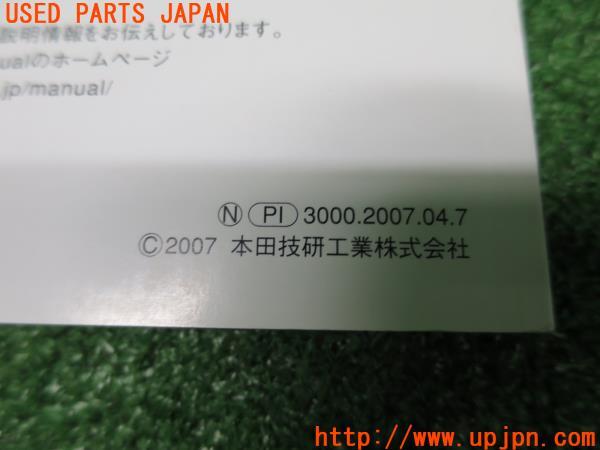 USED PARTS JAPAN
説明情報をお伝えしております。
ualのホームページ
.jp/manual/
Ⓝ PI 3000.2007.04.7
©2007 本田技研工業株式会社
http://www.upjpn.com/